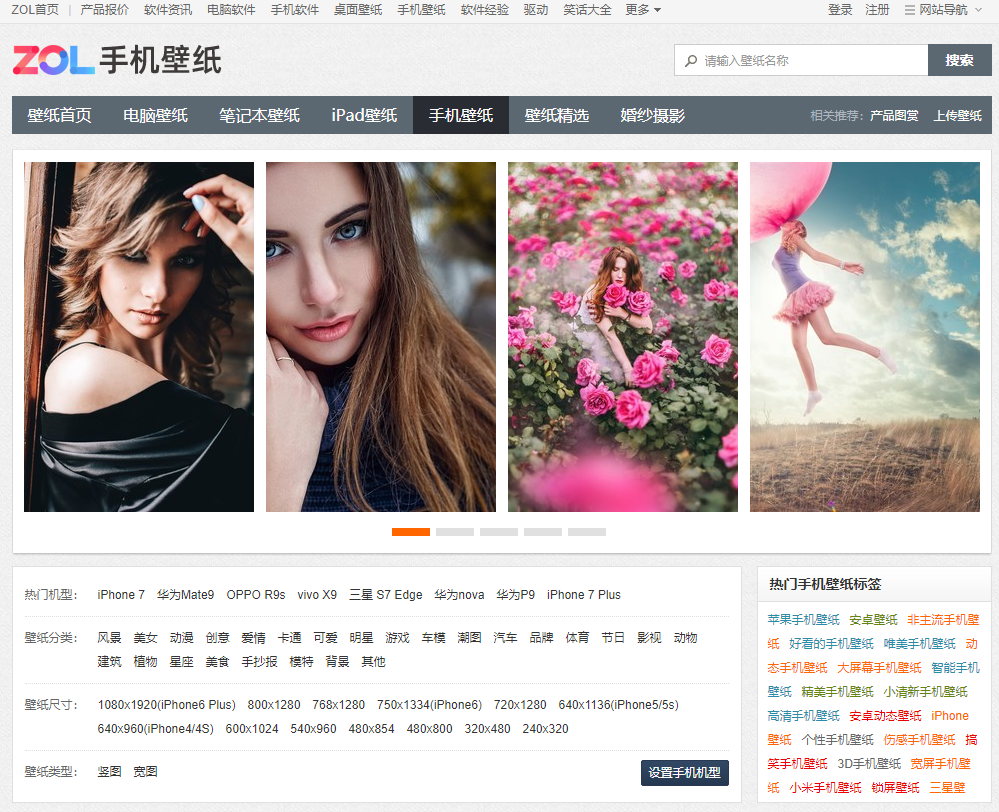 ZOL首页 | 产品报价 软件资讯 电脑软件 手机软件 桌面壁纸 手机壁纸 软件经验 驱动 笑话大全 更多 登录 注册 网站导航
ZOL手机壁纸
请输入壁纸名称 搜索
壁纸首页 电脑壁纸 笔记本壁纸 iPad壁纸 手机壁纸 壁纸精选 婚纱摄影 相关推荐: 产品图赏 上传壁纸
热门机型: iPhone 7 华为Mate9 OPPO R9s vivo X9 三星 S7 Edge 华为nova 华为P9 iPhone 7 Plus
壁纸分类: 风景 美女 动漫 创意 爱情 卡通 可爱 明星 游戏 车模 潮图 汽车 品牌 体育 节日 影视 动物
建筑 植物 星座 美食 手抄报 模特 背景 其他
壁纸尺寸: 1080x1920(iPhone6 Plus) 800x1280 768x1280 750x1334(iPhone6) 720x1280 640x1136(iPhone5/5s)
640x960(iPhone4/4S) 600x1024 540x960 480x854 480x800 320x480 240x320
壁纸类型: 竖图 宽图 设置手机机型
热门手机壁纸标签
苹果手机壁纸 安卓壁纸 非主流手机壁
纸 好看的手机壁纸 唯美手机壁纸 动
态手机壁纸 大屏幕手机壁纸 智能手机
壁纸 精美手机壁纸 小清新手机壁纸
高清手机壁纸 安卓动态壁纸 iPhone
壁纸 个性手机壁纸 伤感手机壁纸 搞
笑手机壁纸 3D手机壁纸 宽屏手机壁
纸 小米手机壁纸 锁屏壁纸 三星壁